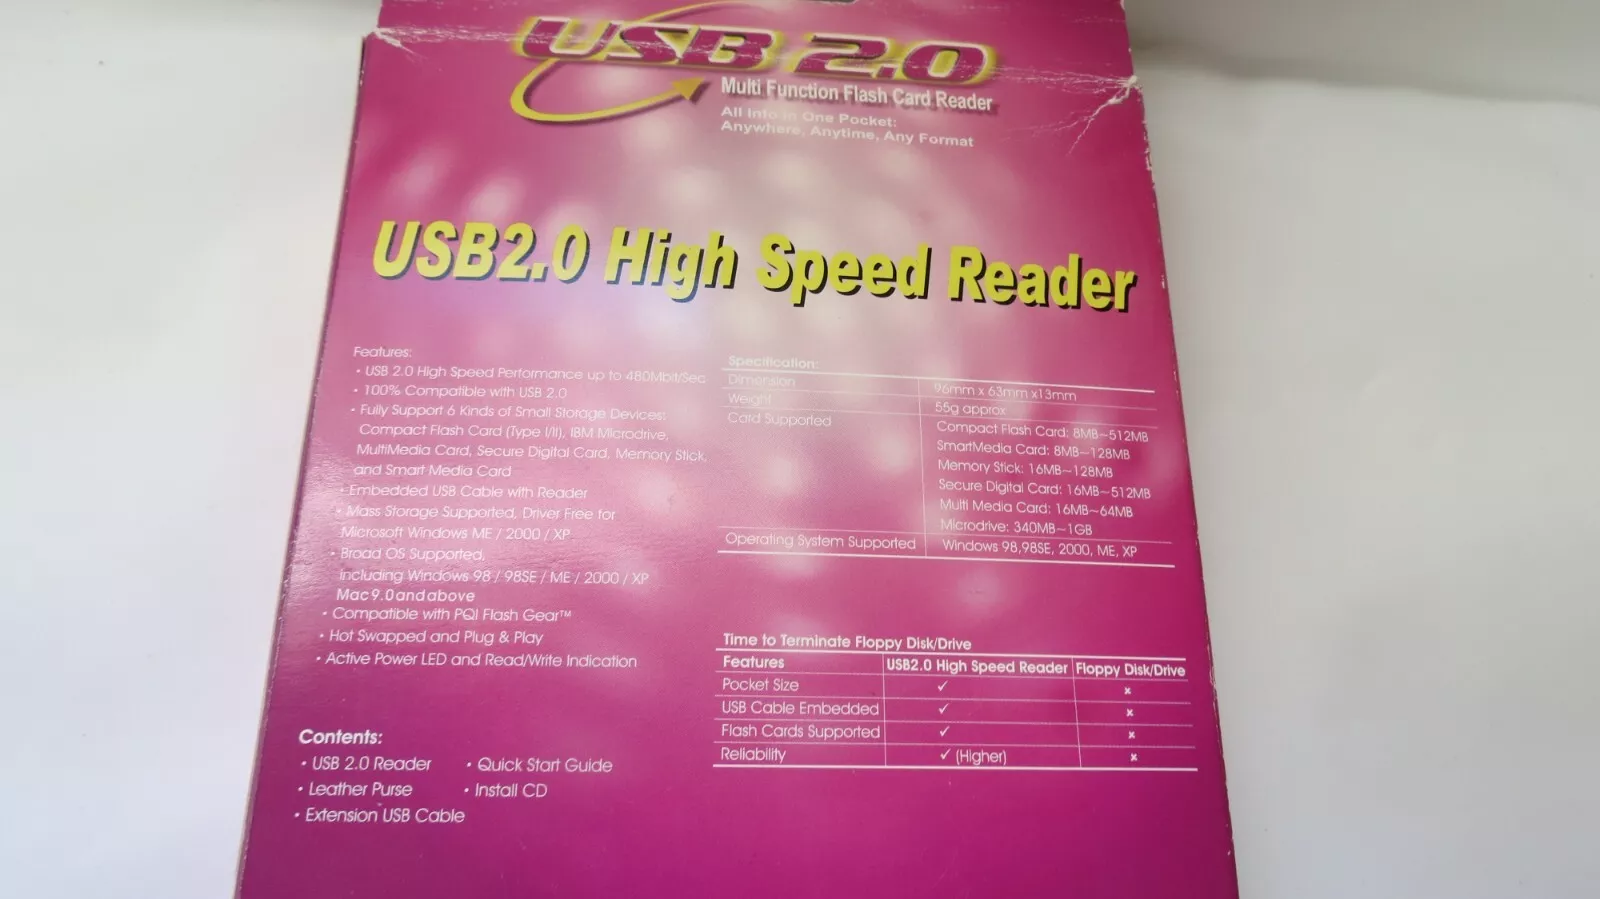 USB 2.0
Multi Function Flash Card Reader
All Info in One Pocket:
Anywhere, Anytime, Any Format
USB2.0 High Speed Reader
Features:
• USB 2.0 High Speed Performance up to 480Mbit/Sec
• 100% Compatible with USB 2.0
• Fully Support 6 Kinds of Small Storage Devices:
Compact Flash Card (Type I/II), IBM Microdrive,
MultiMedia Card, Secure Digital Card, Memory Stick,
and Smart Media Card
• Embedded USB Cable with Reader
• Mass Storage Supported, Driver Free for
Microsoft Windows ME / 2000 / XP
• Broad OS Supported,
including Windows 98 / 98SE / ME / 2000 / XP
Mac9.0andabove
• Compatible with PQI Flash Gear™
• Hot Swapped and Plug & Play
• Active Power LED and Read/Write Indication
Contents:
• USB 2.0 Reader • Quick Start Guide
• Leather Purse • Install CD
• Extension USB Cable
Specification:
Dimension 96mm x 63mm x13mm
Weight 55g approx
Card Supported Compact Flash Card: 8MB~512MB
SmartMedia Card: 8MB~128MB
Memory Stick: 16MB~128MB
Secure Digital Card: 16MB~512MB
Multi Media Card: 16MB~64MB
Microdrive: 340MB~1GB
Operating System Supported Windows 98,98SE, 2000, ME, XP
Time to Terminate Floppy Disk/Drive
Features USB2.0 High Speed Reader Floppy Disk/Drive
Pocket Size ✓ ×
USB Cable Embedded ✓ ×
Flash Cards Supported ✓ ×
Reliability ✓ (Higher) ×